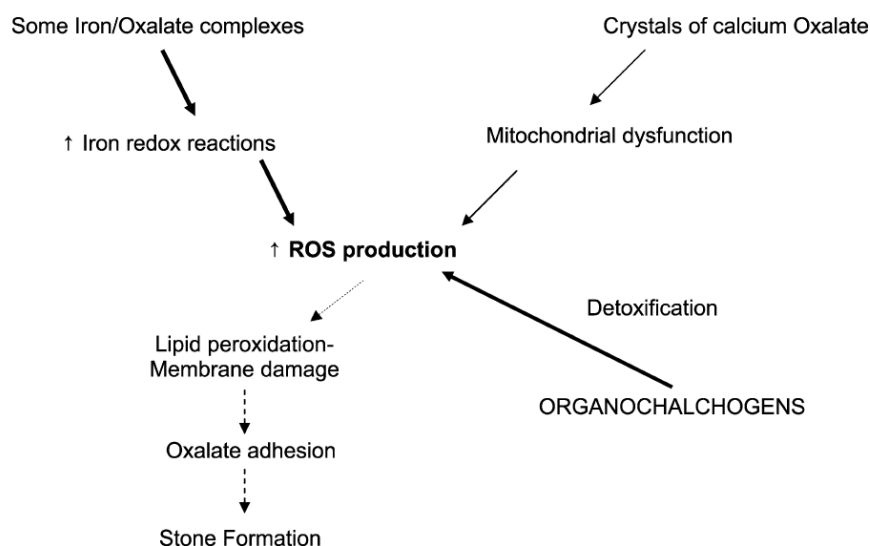 Some Iron/Oxalate complexes
Crystals of calcium Oxalate
↑ Iron redox reactions
Mitochondrial dysfunction
↑ ROS production
Detoxification
Lipid peroxidation-
Membrane damage
ORGANOCHALCHOGENS
Oxalate adhesion
Stone Formation